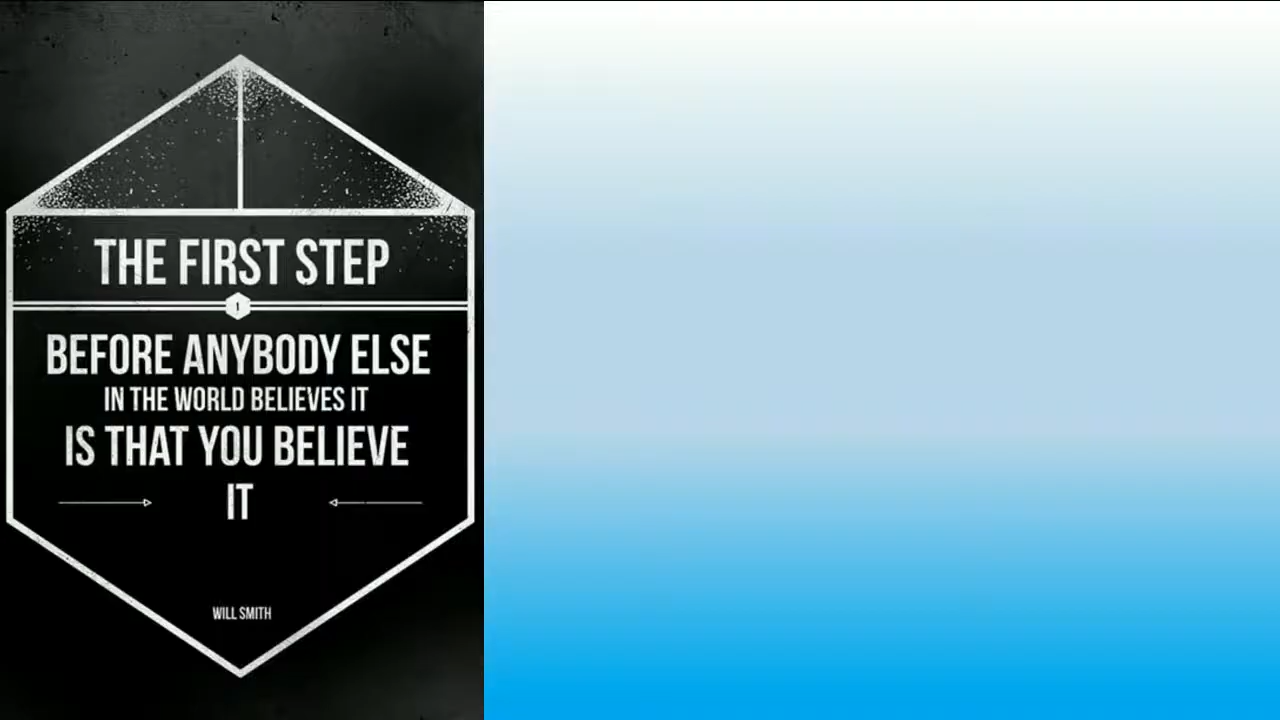 THE FIRST STEP
1
BEFORE ANYBODY ELSE
IN THE WORLD BELIEVES IT
IS THAT YOU BELIEVE
IT
WILL SMITH